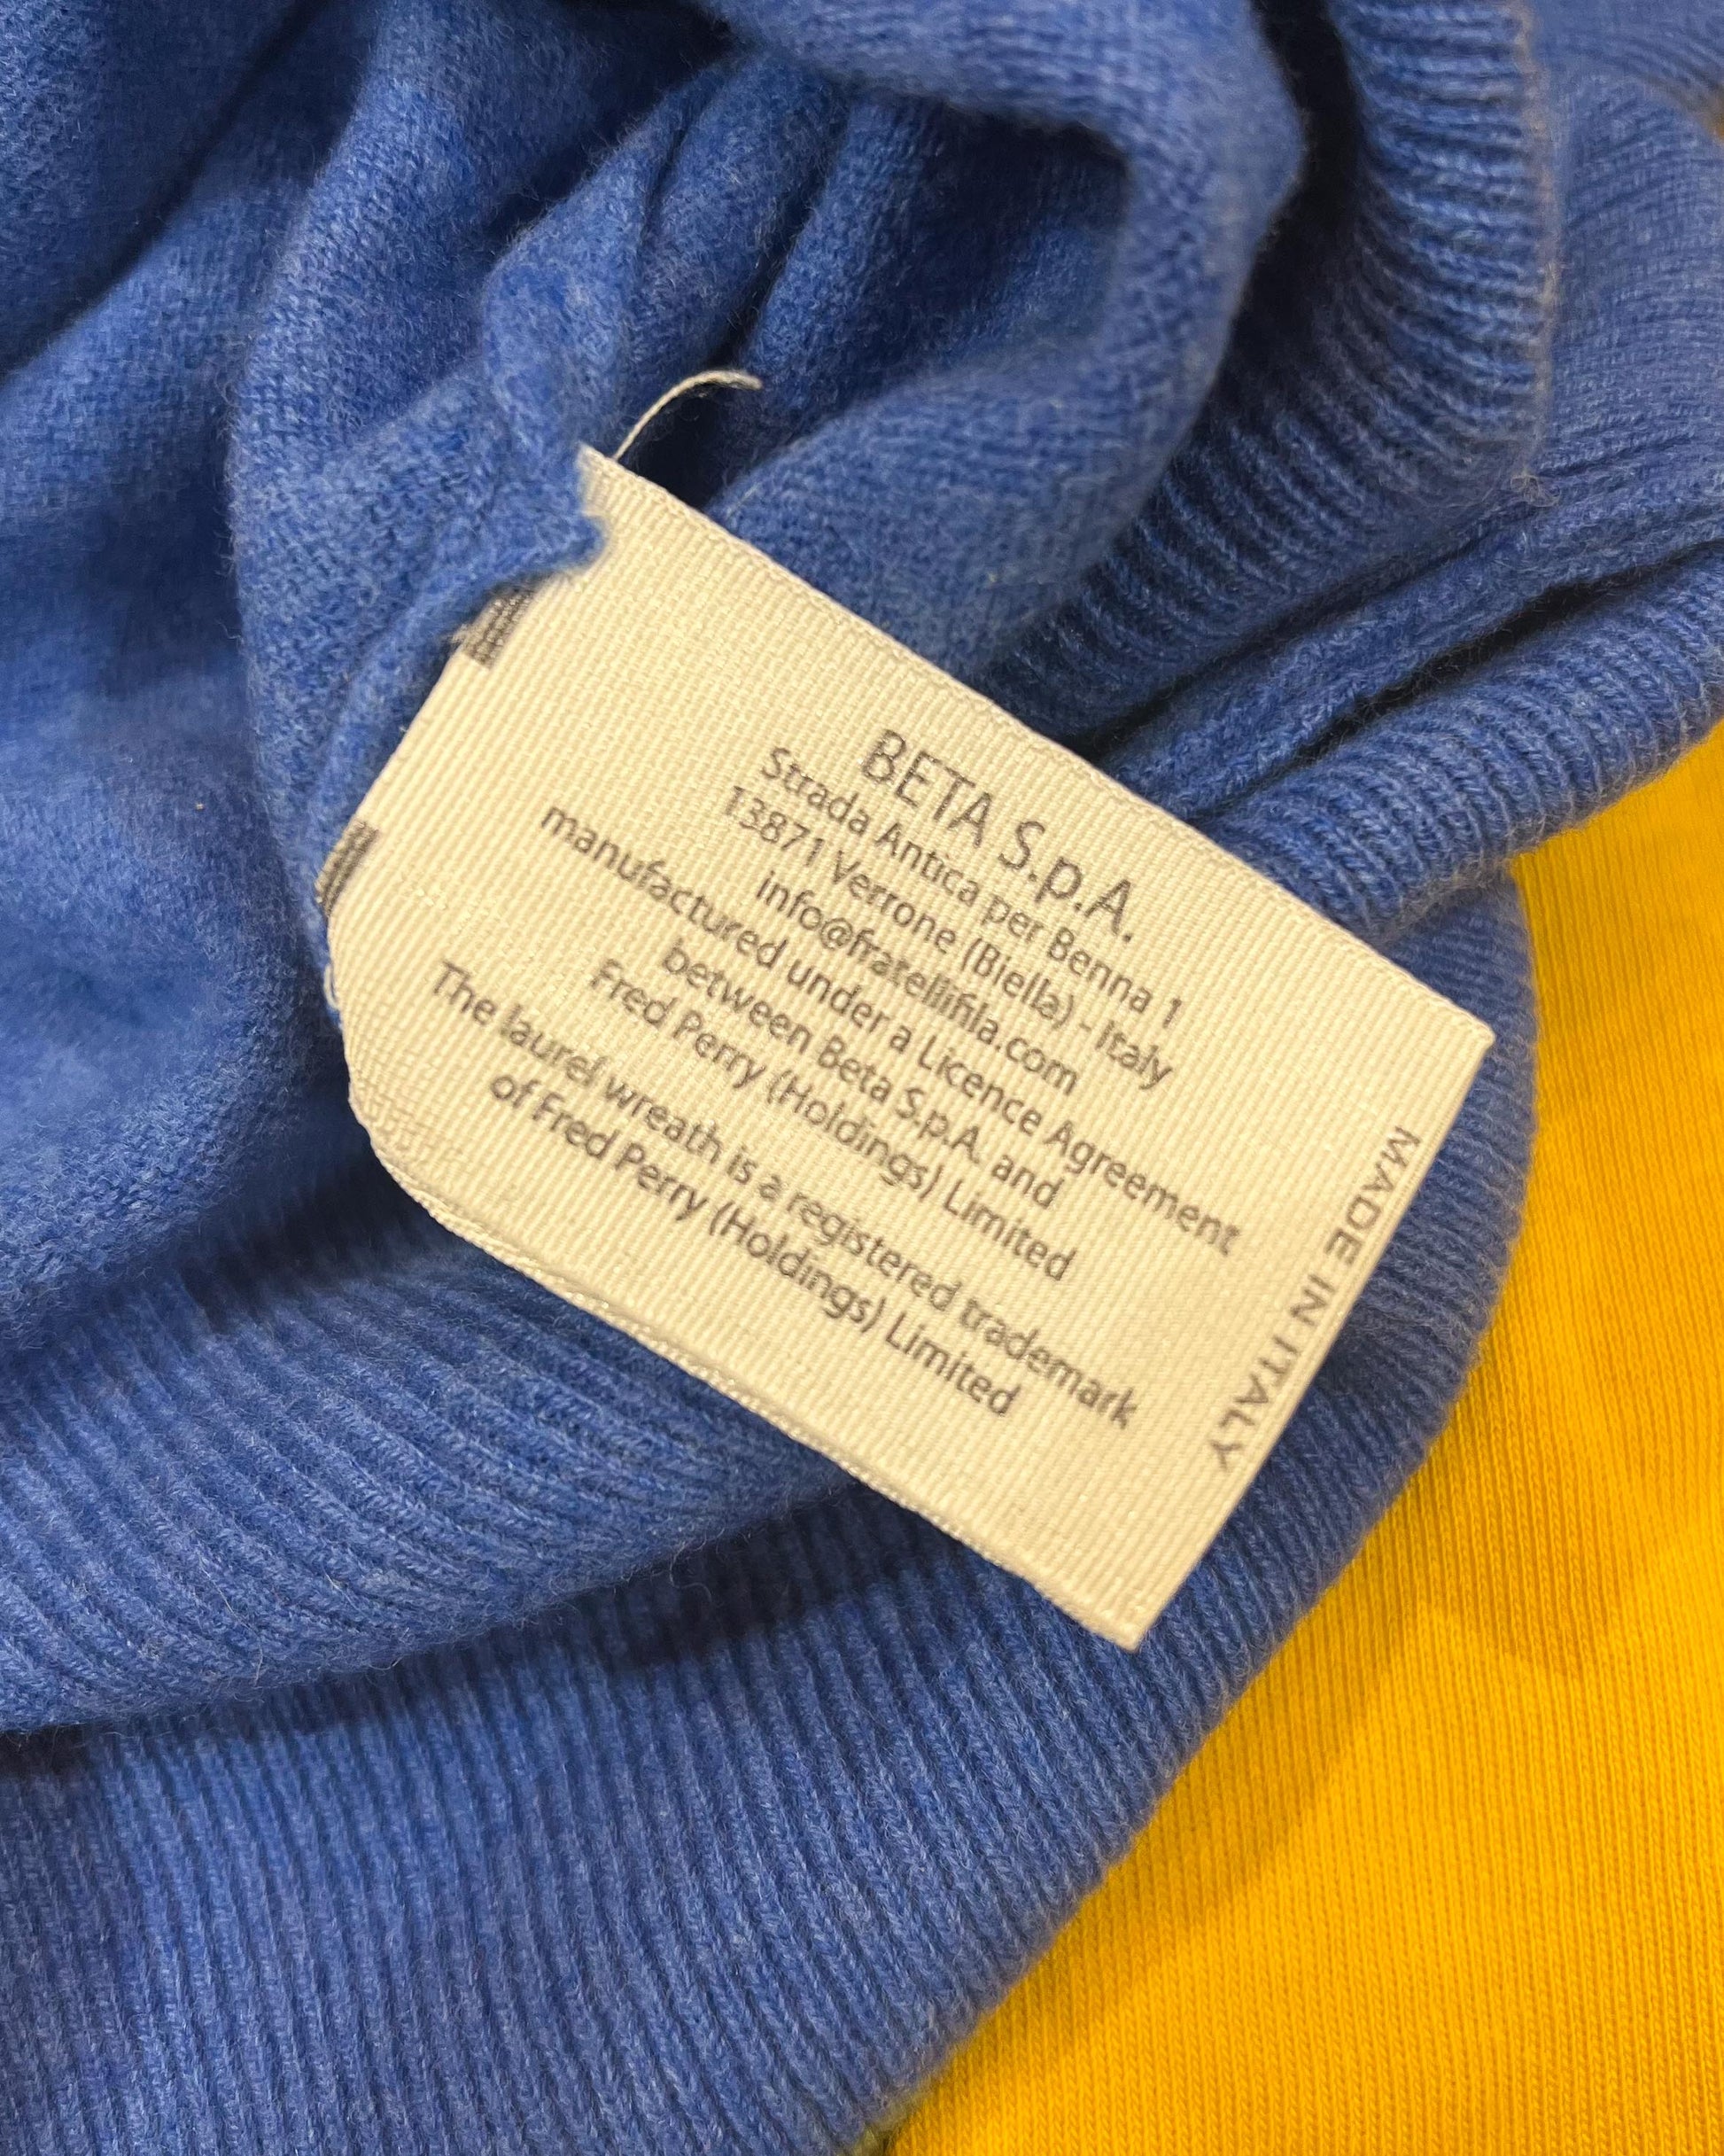 BETA S.p.A.
Strada Antica per Benna 1
13871 Verrone (Biella) - Italy
info@fratellifila.com
manufactured under a Licence Agreement
between Beta S.p.A. and
Fred Perry (Holdings) Limited
The laurel wreath is a registered trademark
of Fred Perry (Holdings) Limited
MADE IN ITALY